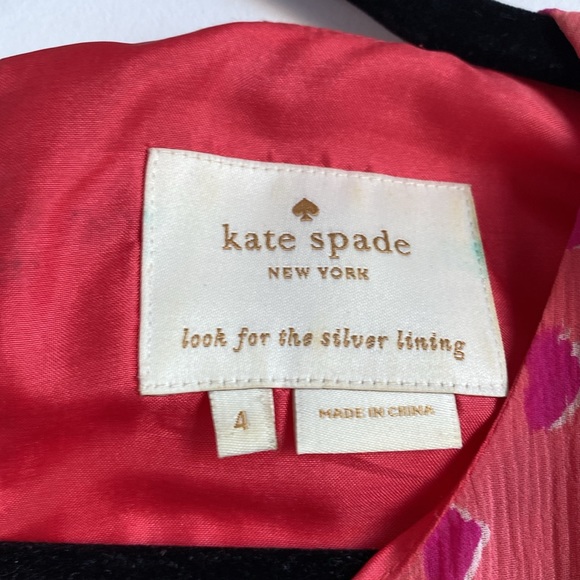 kate spade
NEW YORK
look for the silver lining
4
MADE IN CHINA